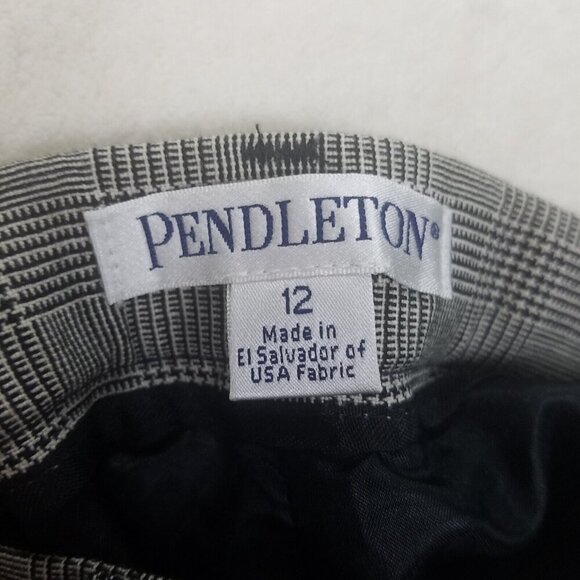 PENDLETON®
12
Made in
El Salvador of
USA Fabric